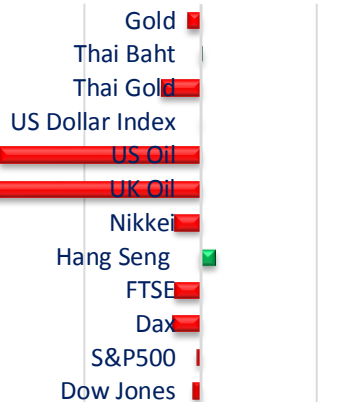 Gold
Thai Baht
Thai Gold
US Dollar Index
US Oil
UK Oil
Nikkei
Hang Seng
FTSE
Dax
S&P500
Dow Jones